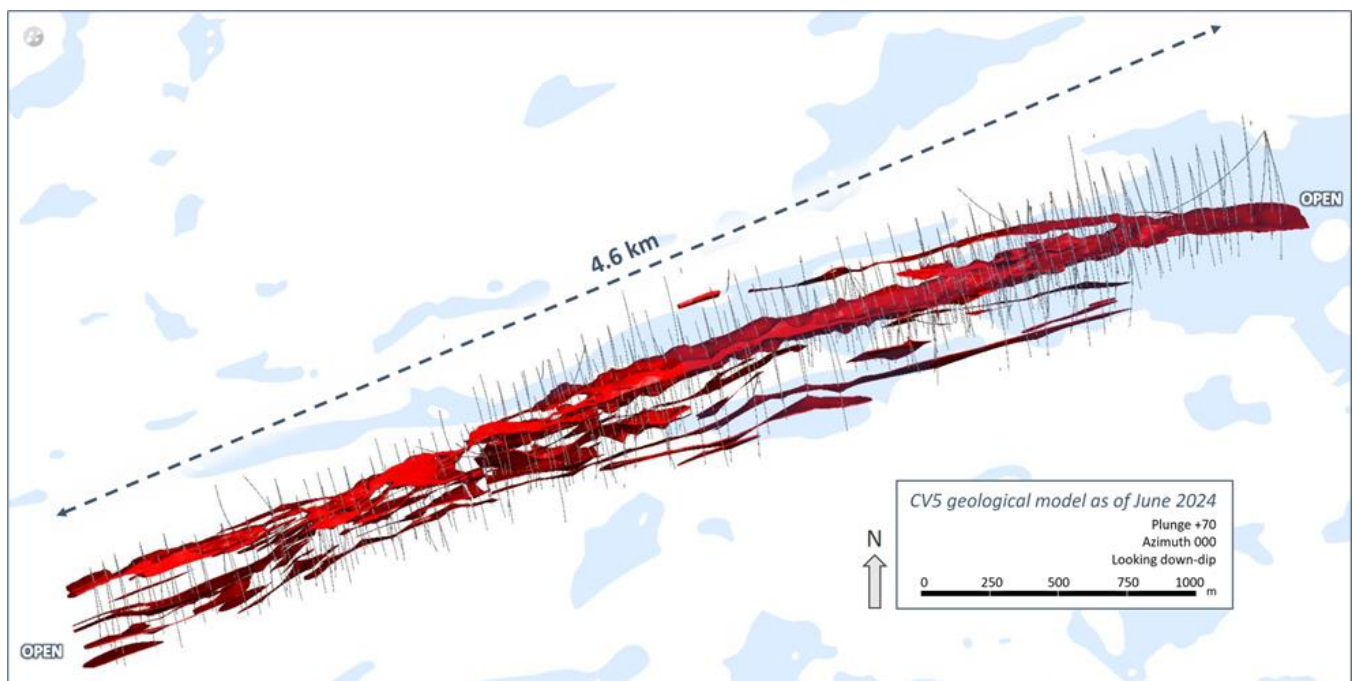 4.6 km
OPEN
OPEN
CV5 geological model as of June 2024
Plunge +70
Azimuth 000
Looking down-dip
N
0 250 500 750 1000
m